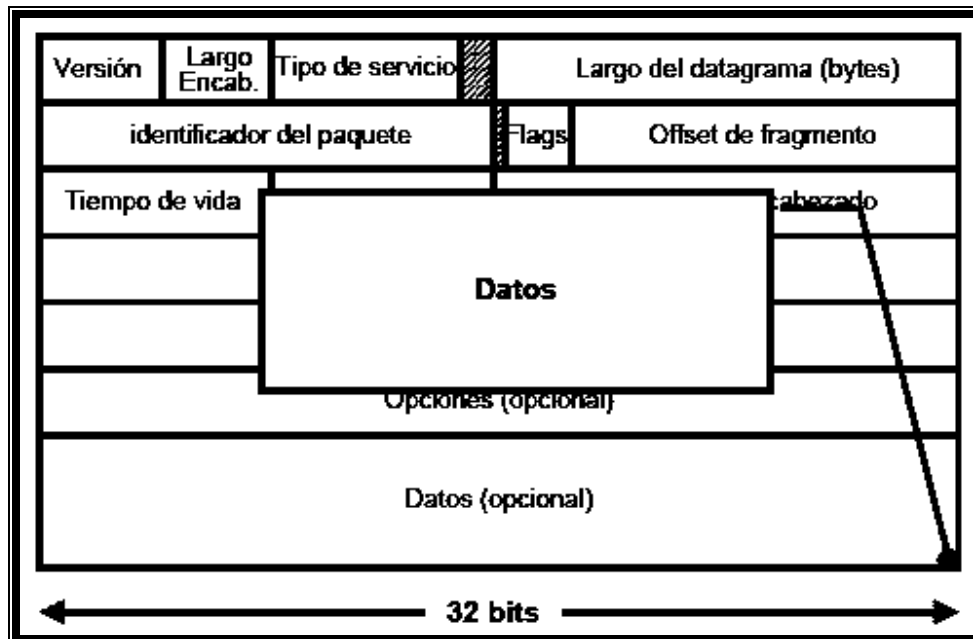 Versión
Largo
Encab.
Tipo de servicio
Largo del datagrama (bytes)
identificador del paquete
Flags
Offset de fragmento
Tiempo de vida
cabezado
Datos
Opciones (opcional)
Datos (opcional)
32 bits